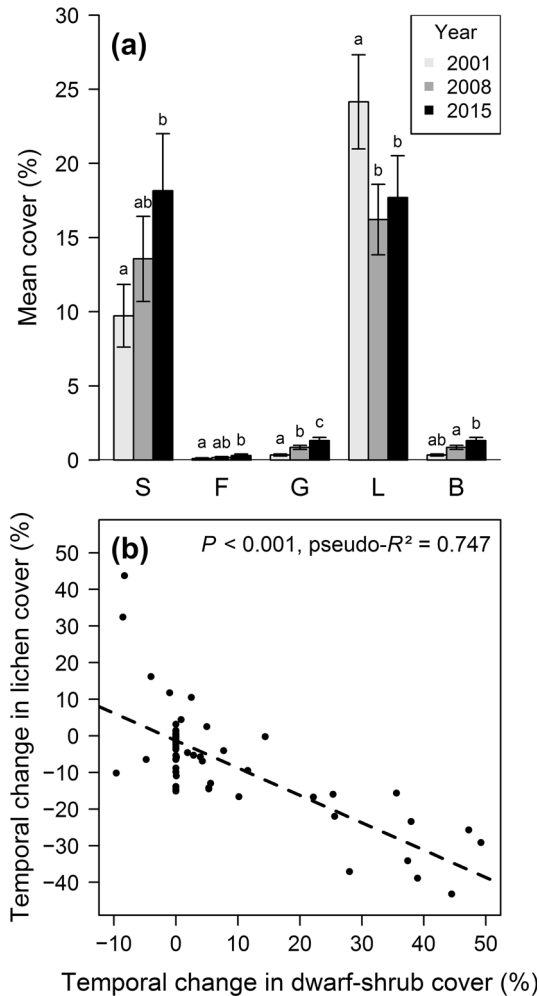 (a)
Year
2001
2008
2015
Mean cover (%)
30
25
20
15
10
5
0
a
ab
b
a
ab
b
a
b
c
a
b
b
ab
a
b
S F G L B
(b)
P < 0.001, pseudo-R² = 0.747
Temporal change in lichen cover (%)
50
40
30
20
10
0
−10
−20
−30
−40
−10 0 10 20 30 40 50
Temporal change in dwarf-shrub cover (%)